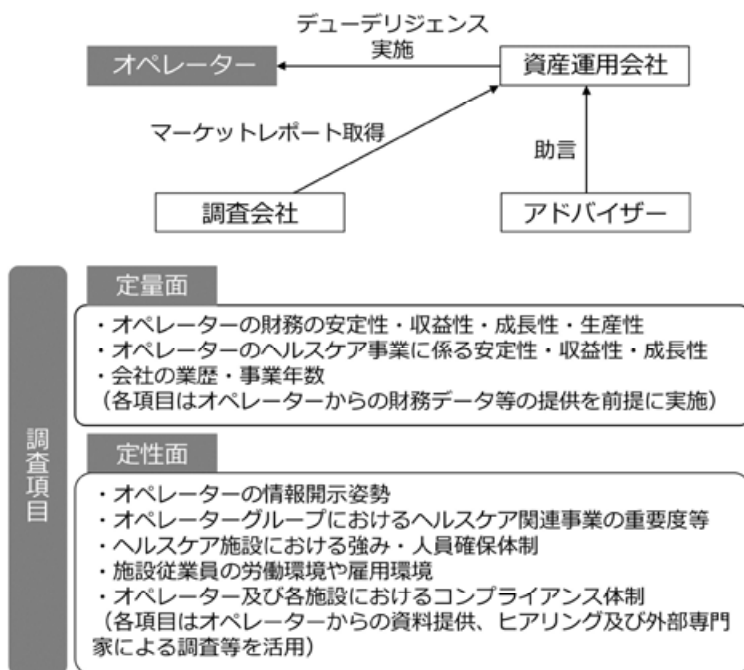 デューデリジェンス
実施
オペレーター
資産運用会社
マーケットレポート取得
助言
調査会社
アドバイザー
調査項目
定量面
・オペレーターの財務の安定性・収益性・成長性・生産性
・オペレーターのヘルスケア事業に係る安定性・収益性・成長性
・会社の業歴・事業年数
（各項目はオペレーターからの財務データ等の提供を前提に実施）
定性面
・オペレーターの情報開示姿勢
・オペレーターグループにおけるヘルスケア関連事業の重要度等
・ヘルスケア施設における強み・人員確保体制
・施設従業員の労働環境や雇用環境
・オペレーター及び各施設におけるコンプライアンス体制
（各項目はオペレーターからの資料提供、ヒアリング及び外部専門
家による調査等を活用）